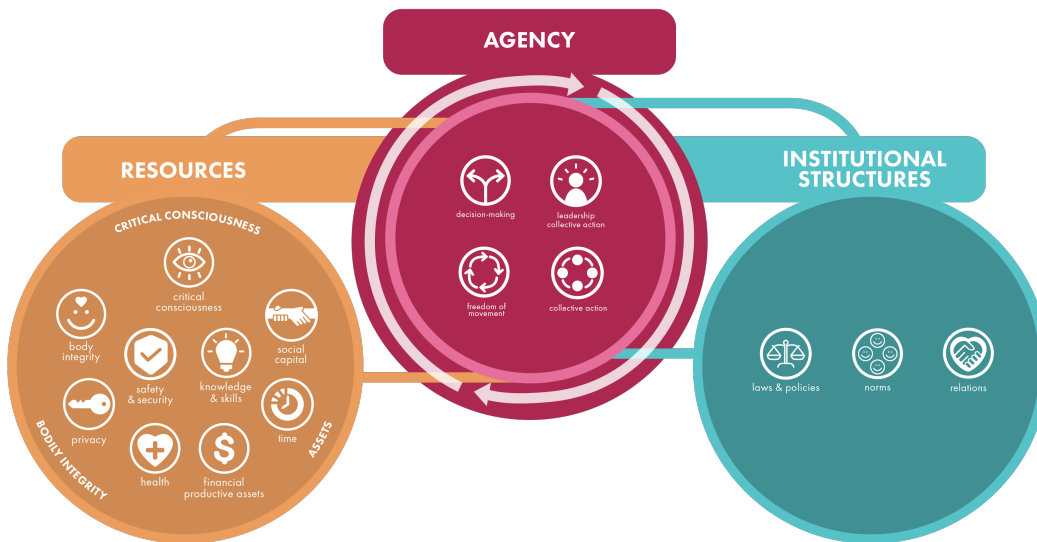 AGENCY
RESOURCES
INSTITUTIONAL
STRUCTURES
CRITICAL CONSCIOUSNESS
critical
consciousness
body
integrity
social
capital
safety
& security
knowledge
& skills
privacy
time
health
financial
productive assets
BODILY INTEGRITY
ASSETS
decision-making
leadership
collective action
freedom of
movement
collective action
laws & policies
norms
relations
$